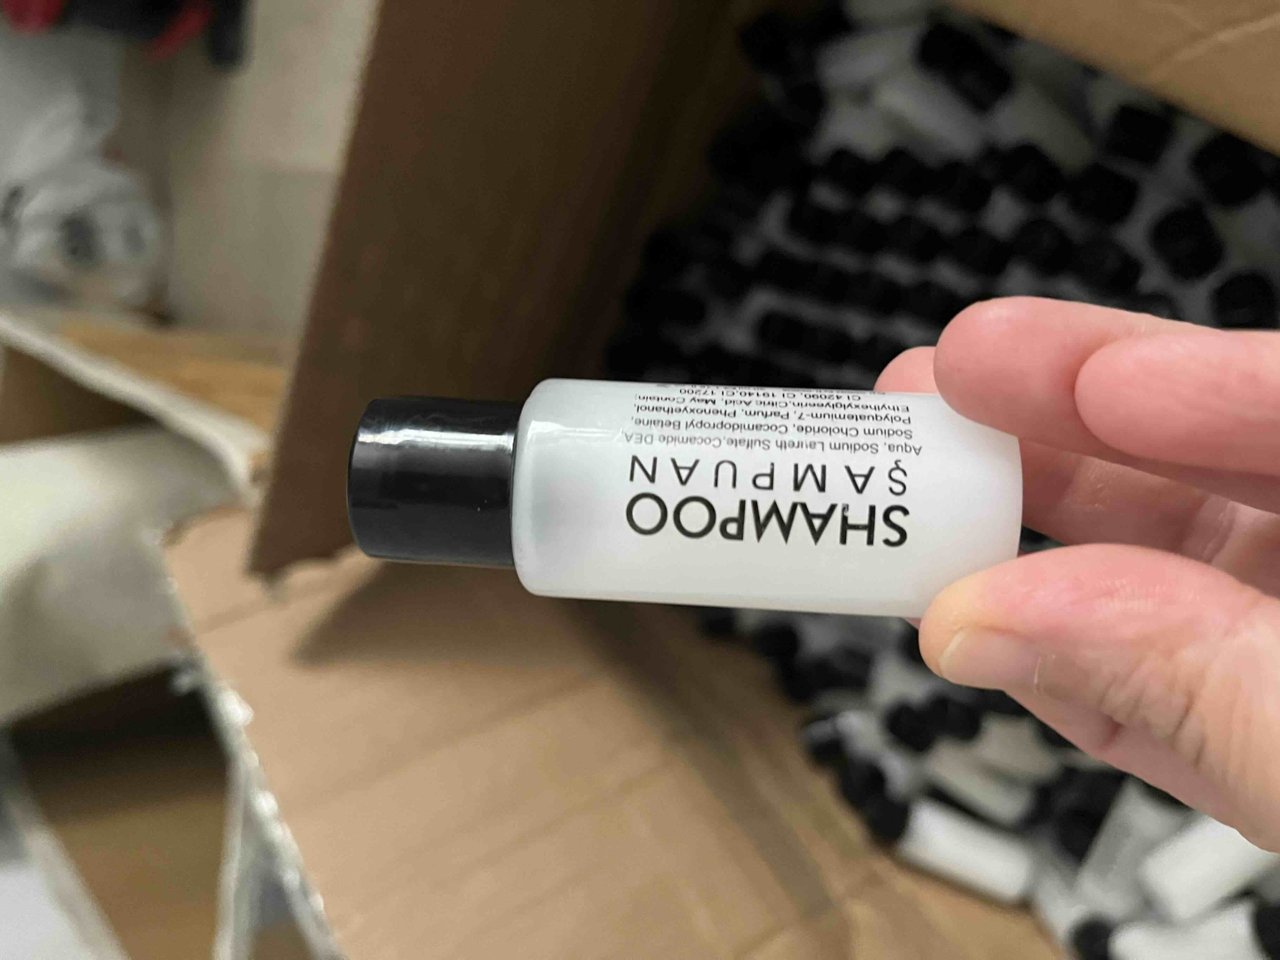 SHAMPOO
ŞAMPUAN
Aqua, Sodium Laureth Sulfate,Cocamide DEA,
Sodium Choloride, Cocamidopropyl Betaine,
Polyquaternium-7, Parfum, Phenoxyethanol,
Ethylhexylglycerin,Citric Acid, May Contain:
CI 42090, CI 19140,CI 17200